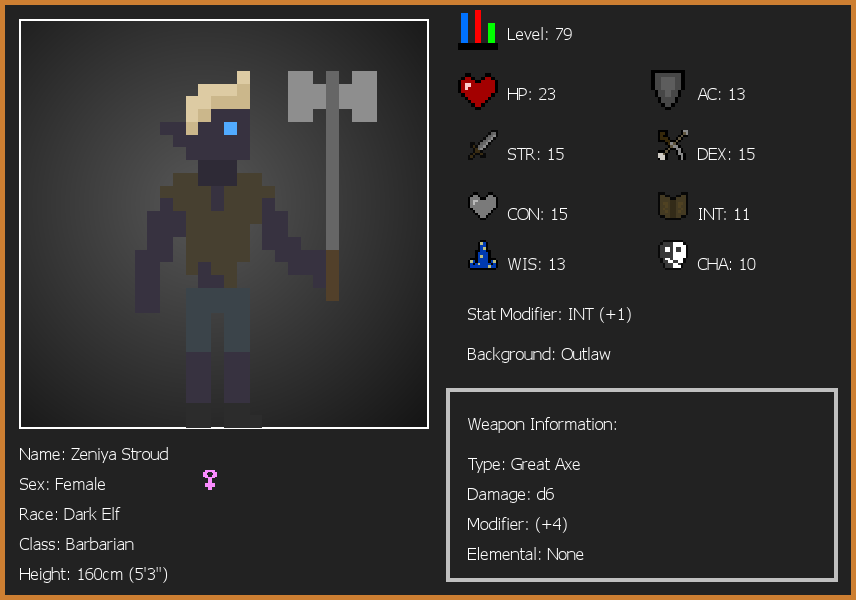 Level: 79
HP: 23
AC: 13
STR: 15
DEX: 15
CON: 15
INT: 11
WIS: 13
CHA: 10
Stat Modifier: INT (+1)
Background: Outlaw
Weapon Information:
Type: Great Axe
Damage: d6
Modifier: (+4)
Elemental: None
Name: Zeniya Stroud
Sex: Female
Race: Dark Elf
Class: Barbarian
Height: 160cm (5'3")